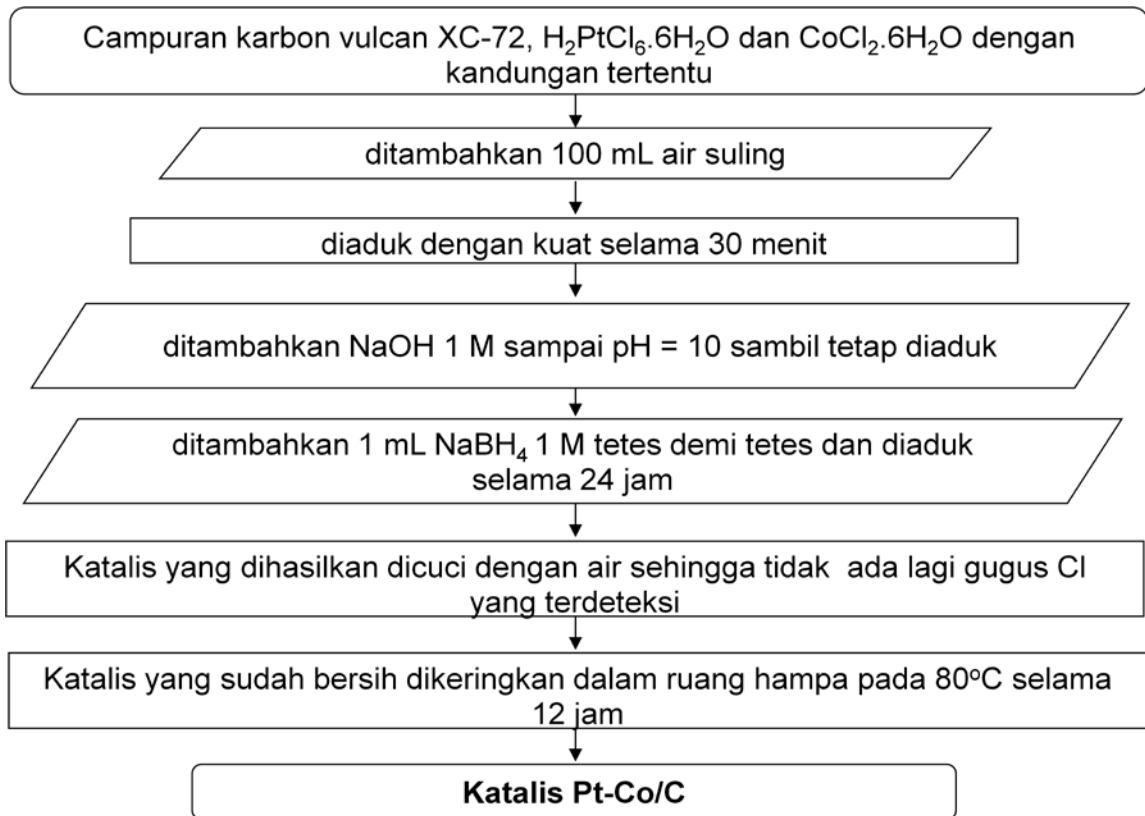 Campuran karbon vulcan XC-72, H₂PtCl₆.6H₂O dan CoCl₂.6H₂O dengan
kandungan tertentu
ditambahkan 100 mL air suling
diaduk dengan kuat selama 30 menit
ditambahkan NaOH 1 M sampai pH = 10 sambil tetap diaduk
ditambahkan 1 mL NaBH₄ 1 M tetes demi tetes dan diaduk
selama 24 jam
Katalis yang dihasilkan dicuci dengan air sehingga tidak ada lagi gugus Cl
yang terdeteksi
Katalis yang sudah bersih dikeringkan dalam ruang hampa pada 80°C selama
12 jam
Katalis Pt-Co/C